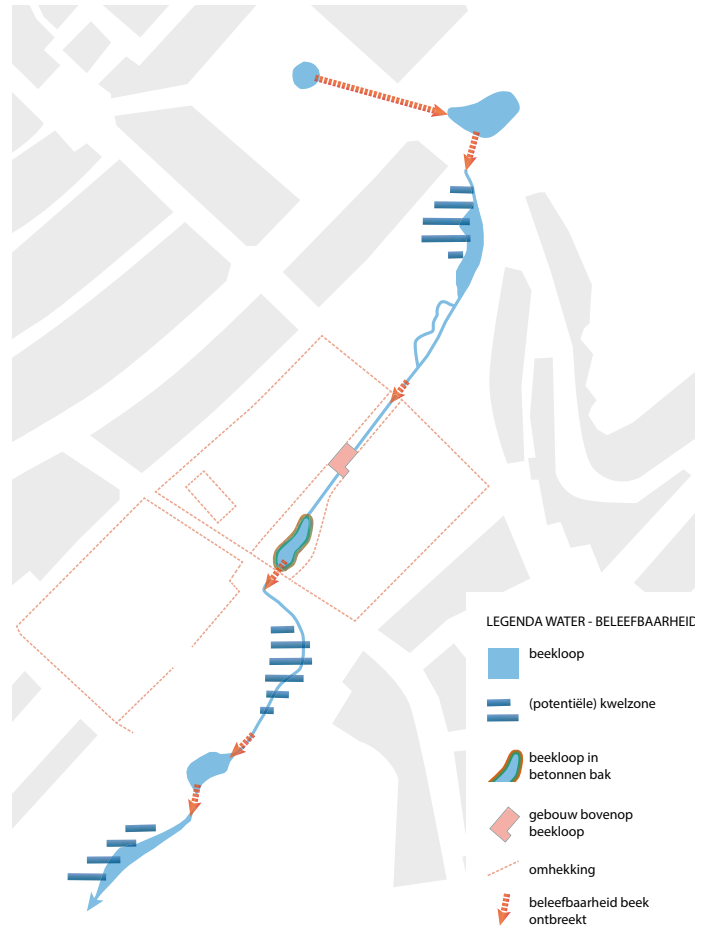 LEGENDA WATER - BELEEFBAARHEID
beekloop
(potentiële) kwelzone
beekloop in
betonnen bak
gebouw bovenop
beekloop
omhekking
beleefbaarheid beek
ontbreekt